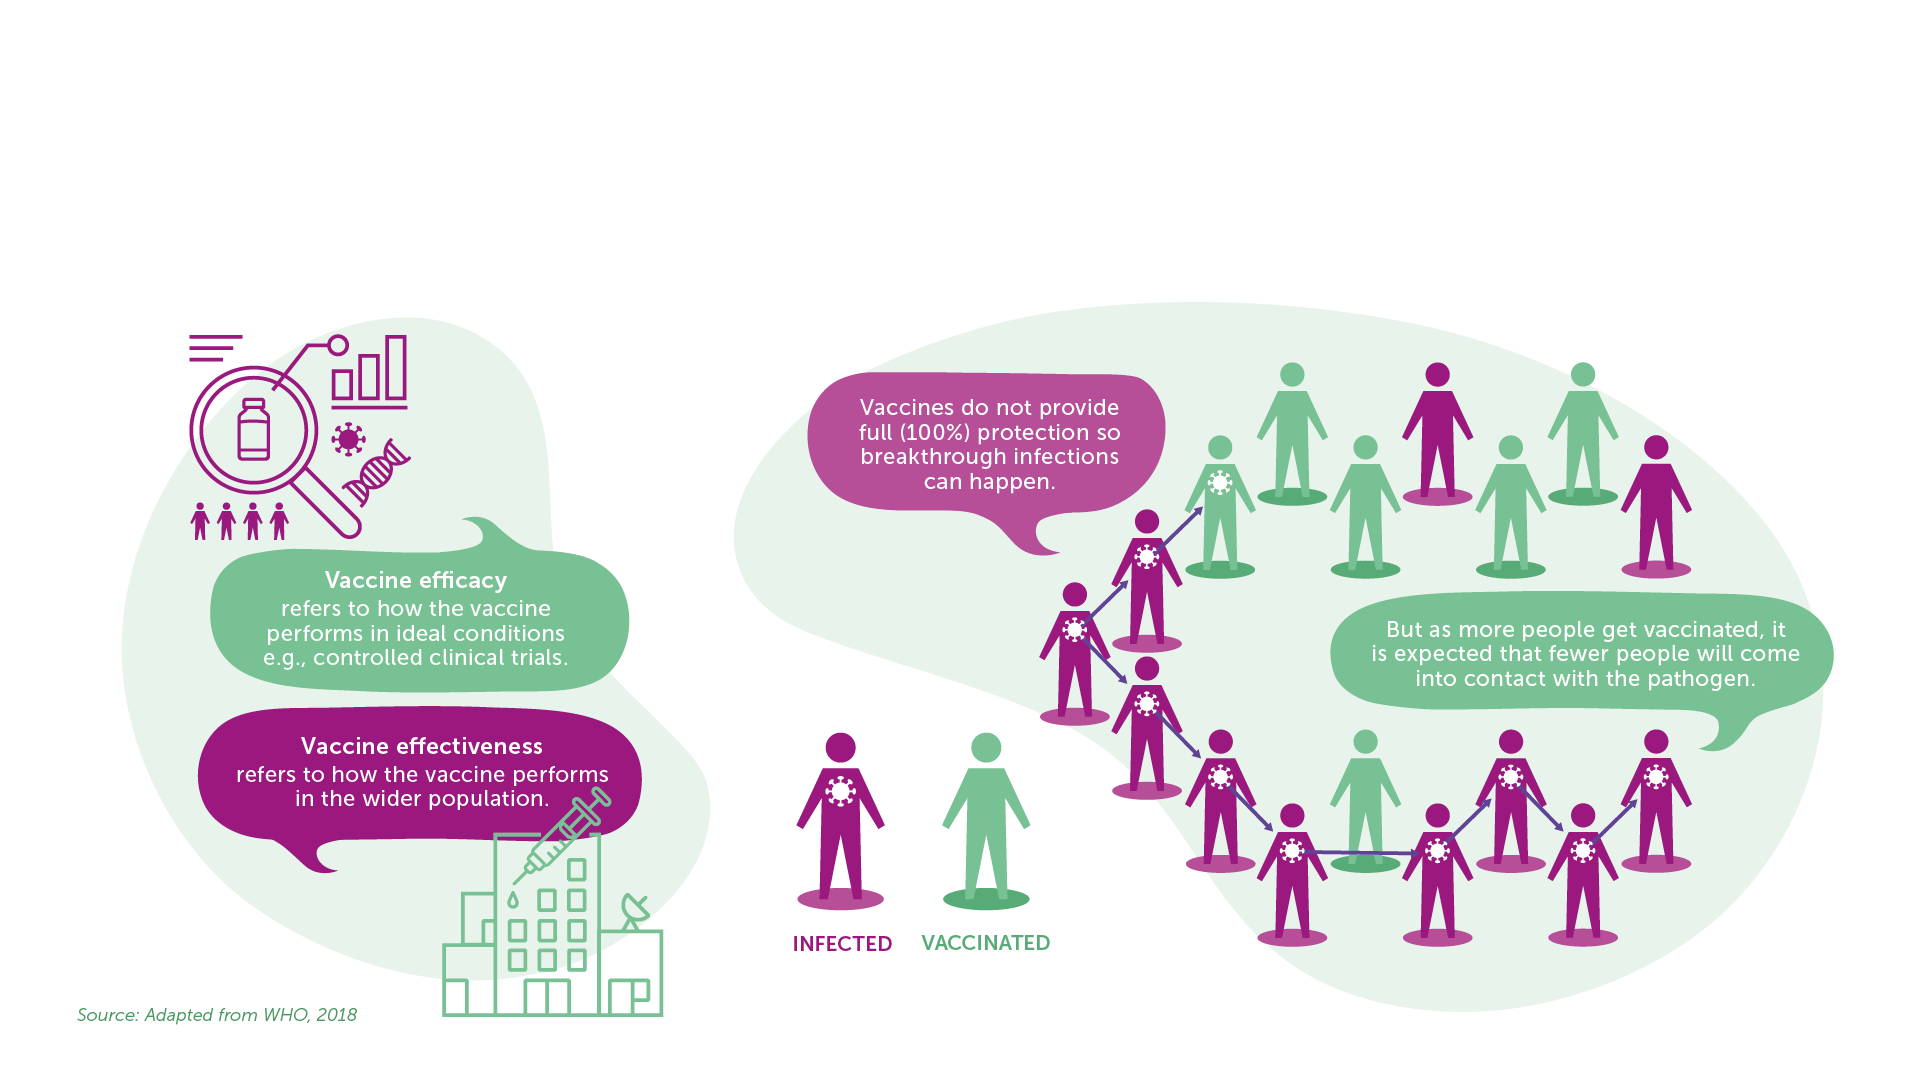 Vaccine efficacy
refers to how the vaccine
performs in ideal conditions
e.g., controlled clinical trials.
Vaccine effectiveness
refers to how the vaccine performs
in the wider population.
Vaccines do not provide
full (100%) protection so
breakthrough infections
can happen.
But as more people get vaccinated, it
is expected that fewer people will come
into contact with the pathogen.
INFECTED
VACCINATED
Source: Adapted from WHO, 2018